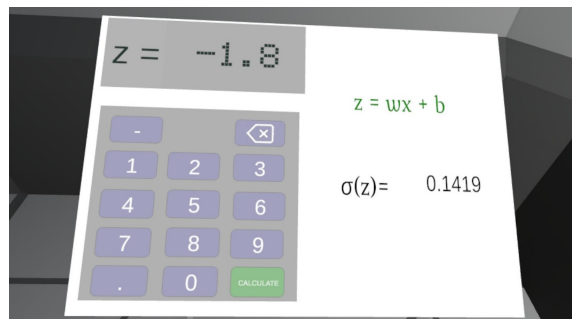 z = -1.8
z = wx + b
σ(z)= 0.1419
-
1 2 3
4 5 6
7 8 9
. 0 CALCULATE